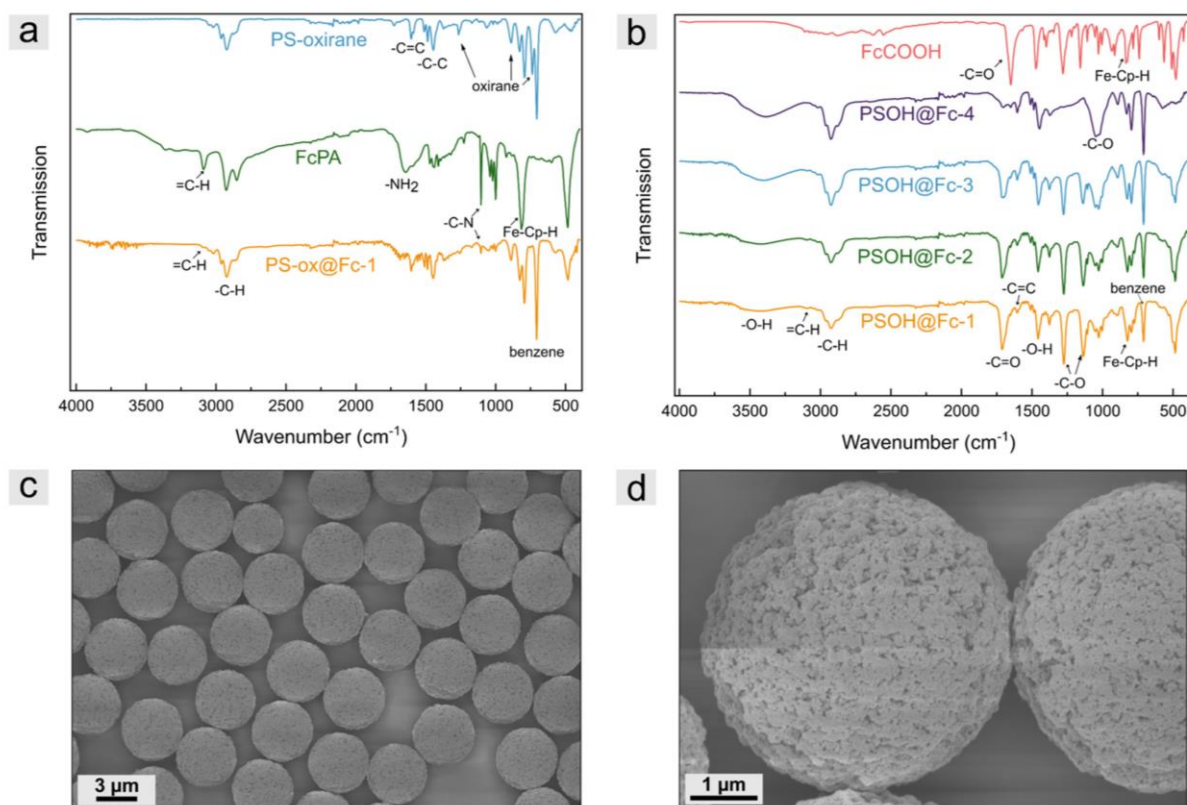 a
PS-oxirane
-C=C
-C-C
oxirane
FcPA
=C-H
-NH₂
-C-N
Fe-Cp-H
=C-H
PS-ox@Fc-1
-C-H
benzene
Transmission
4000 3500 3000 2500 2000 1500 1000 500
Wavenumber (cm⁻¹)
b
FcCOOH
-C=O
Fe-Cp-H
PSOH@Fc-4
-C-O
PSOH@Fc-3
PSOH@Fc-2
-C=C
benzene
PSOH@Fc-1
-O-H
=C-H
-C-H
-C=O
-O-H
-C-O
Fe-Cp-H
Transmission
4000 3500 3000 2500 2000 1500 1000 500
Wavenumber (cm⁻¹)
c
3 µm
d
1 µm